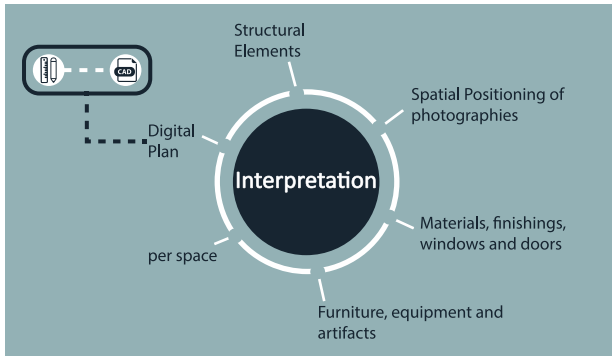 Structural
Elements
CAD
Spatial Positioning of
photographies
Digital
Plan
Interpretation
Materials, finishings,
windows and doors
per space
Furniture, equipment and
artifacts